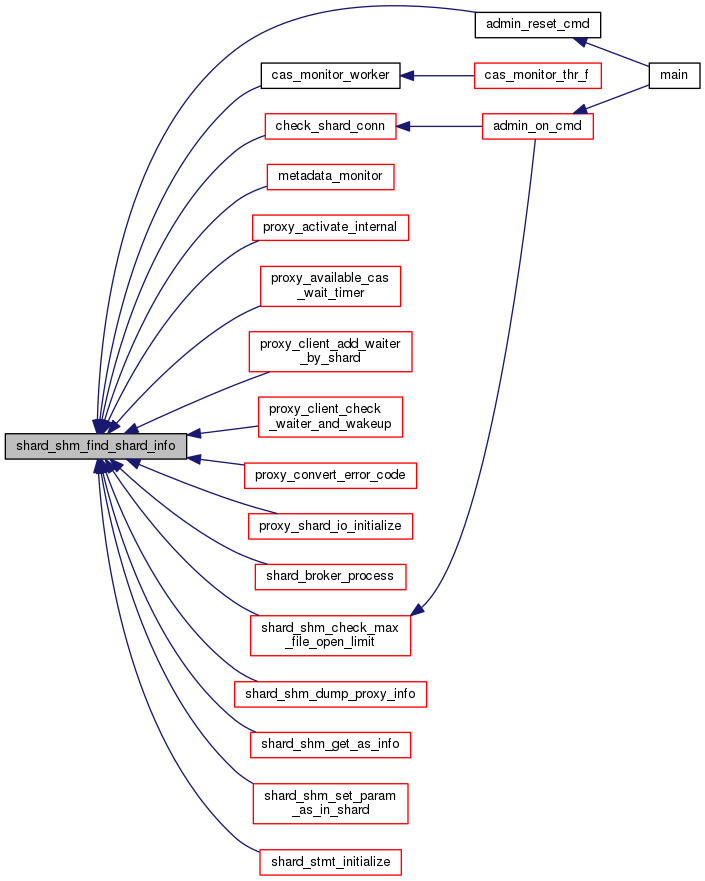 admin_reset_cmd
cas_monitor_worker
cas_monitor_thr_f
main
check_shard_conn
admin_on_cmd
metadata_monitor
proxy_activate_internal
proxy_available_cas
_wait_timer
proxy_client_add_waiter
_by_shard
proxy_client_check
_waiter_and_wakeup
shard_shm_find_shard_info
proxy_convert_error_code
proxy_shard_io_initialize
shard_broker_process
shard_shm_check_max
_file_open_limit
shard_shm_dump_proxy_info
shard_shm_get_as_info
shard_shm_set_param
_as_in_shard
shard_stmt_initialize